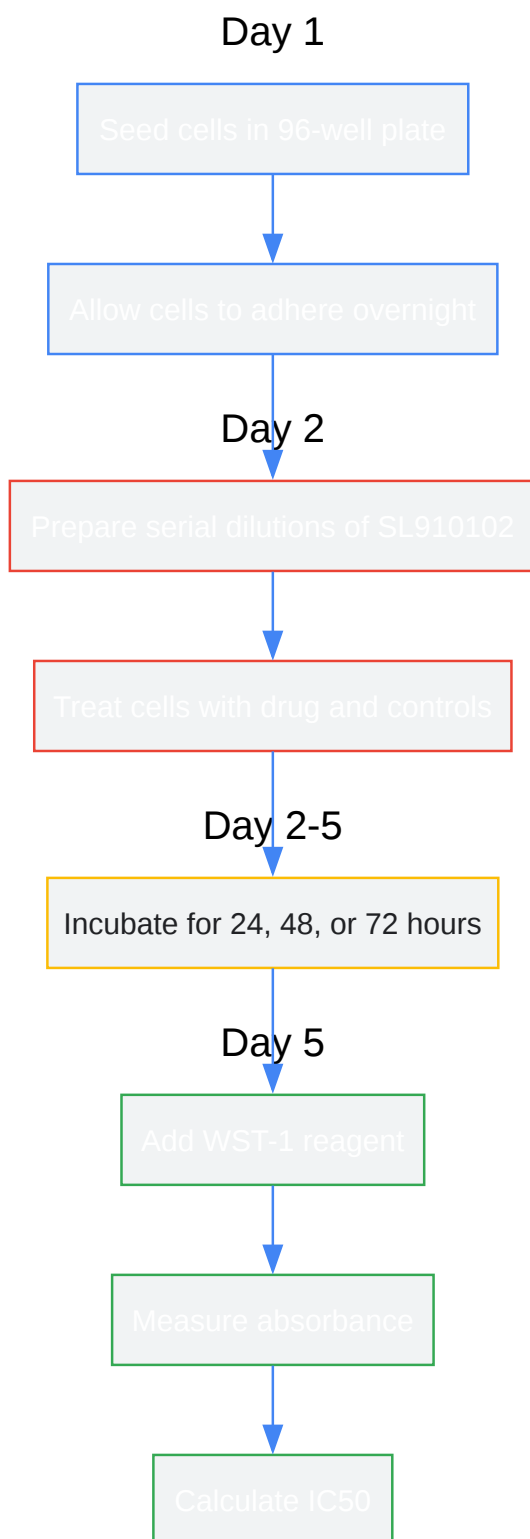 Day 1
Seed cells in 96-well plate
Allow cells to adhere overnight
Day 2
Prepare serial dilutions of SL910102
Treat cells with drug and controls
Day 2-5
Incubate for 24, 48, or 72 hours
Day 5
Add WST-1 reagent
Measure absorbance
Calculate IC50